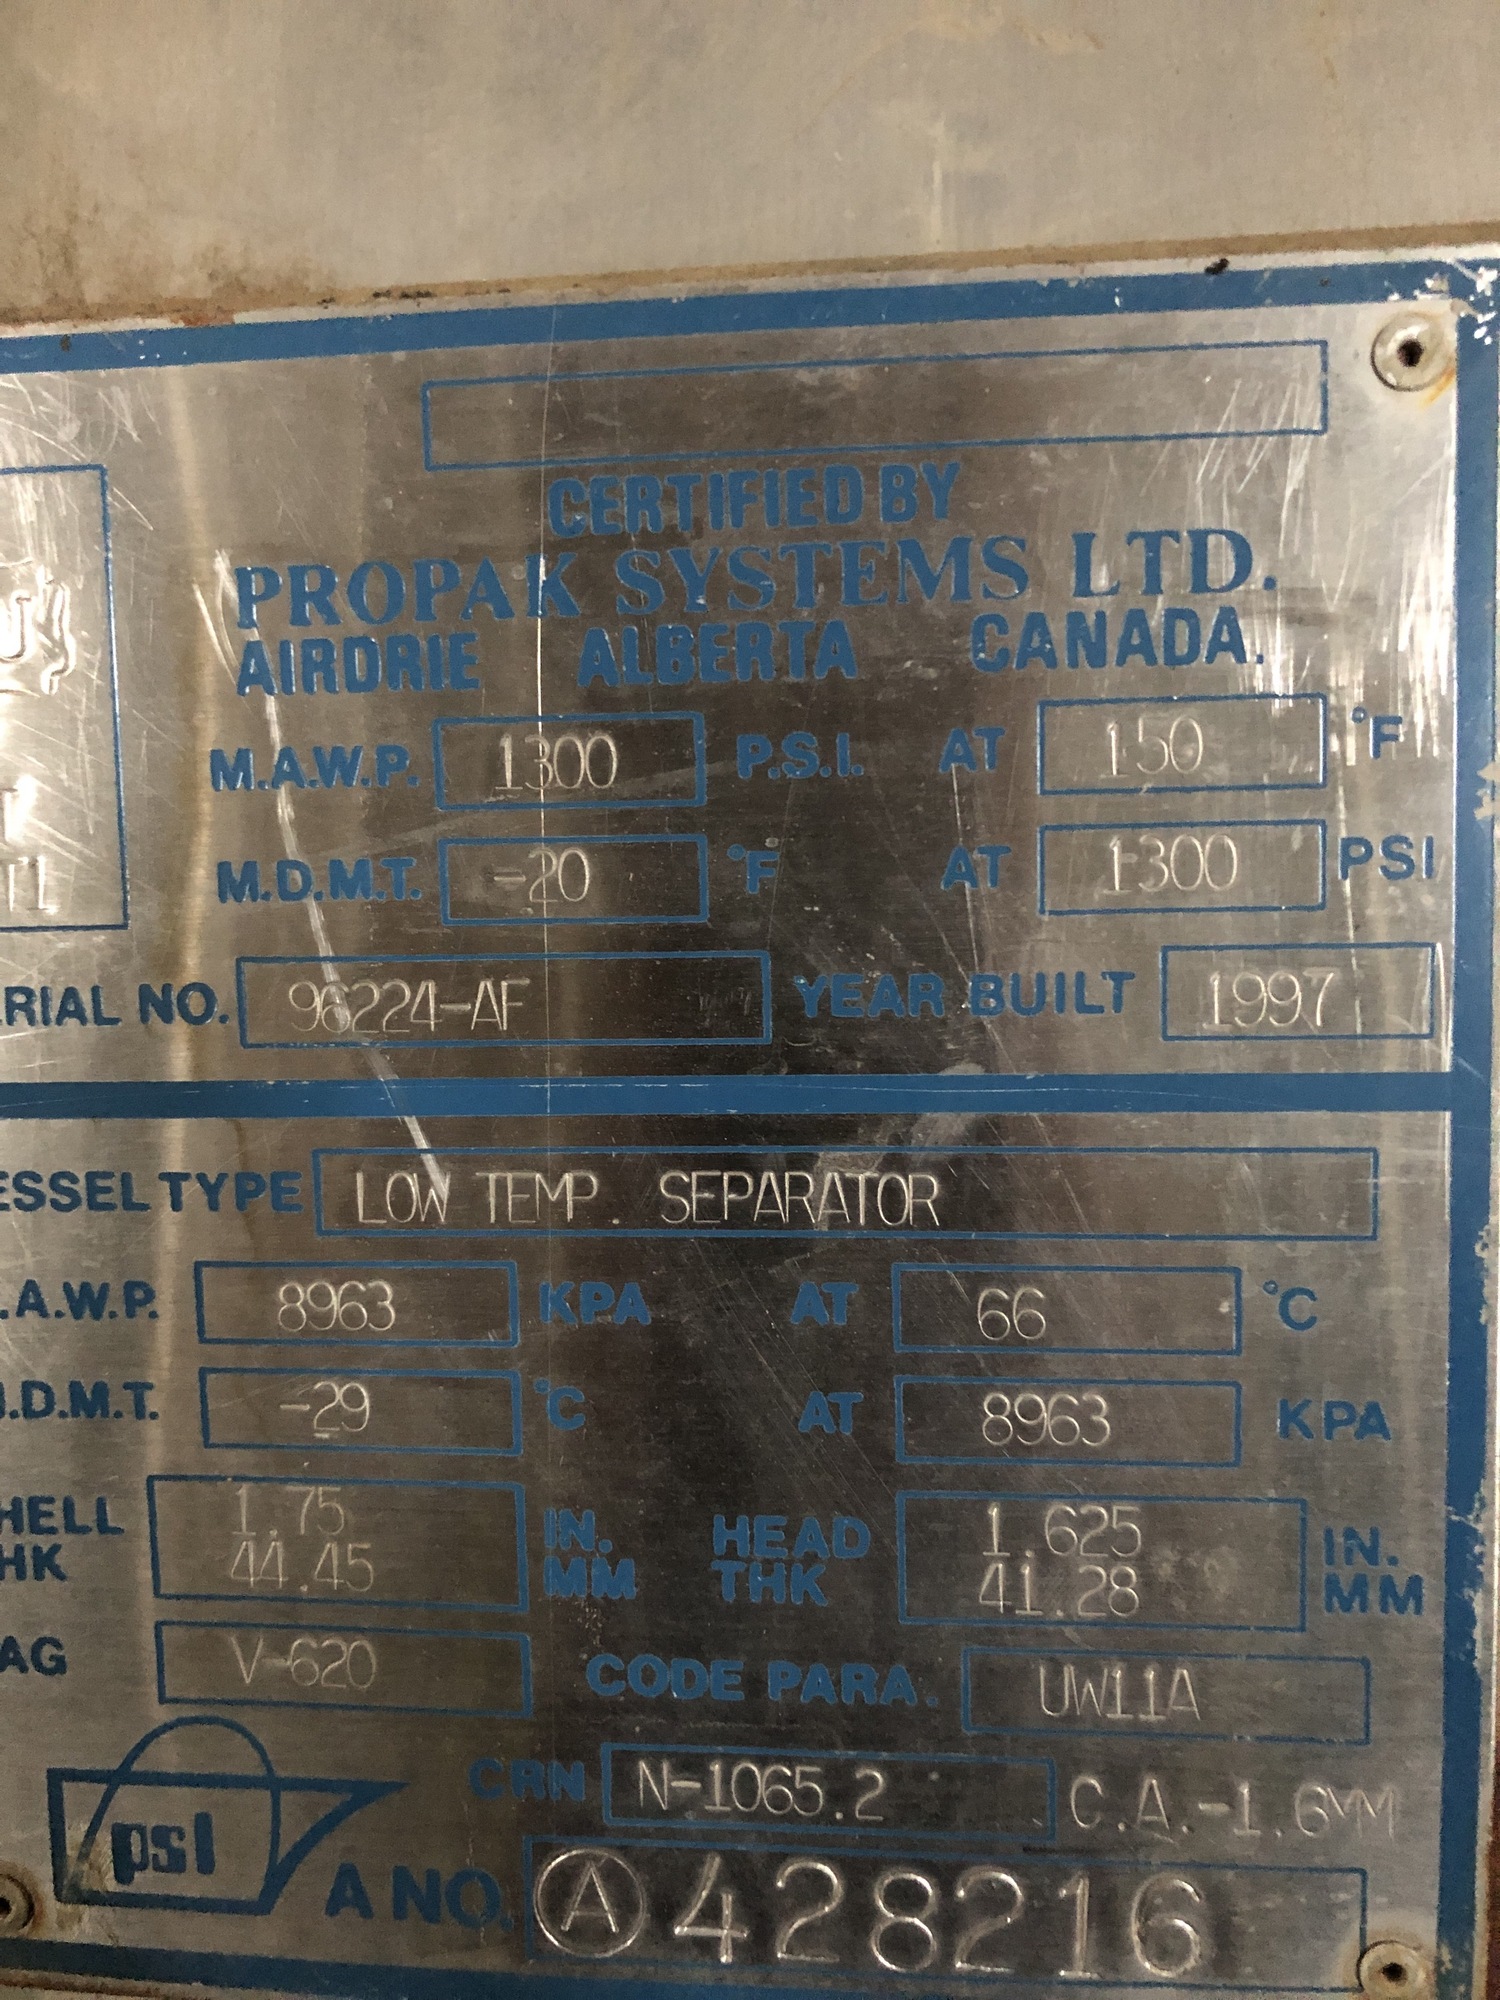 CERTIFIED BY
PROPAK SYSTEMS LTD.
AIRDRIE ALBERTA CANADA.
M.A.W.P. 1300 P.S.I. AT 150 °F
M.D.M.T. -20 °F AT 1300 PSI
T1
RIAL NO. 96224-AF YEAR BUILT 1997
ESSEL TYPE LOW TEMP. SEPARATOR
.A.W.P. 8963 KPA AT 66 °C
.D.M.T. -29 °C AT 8963 KPA
HELL 1.75 IN. HEAD 1.625 IN.
HK 44.45 MM THK 41.28 MM
AG V-620 CODE PARA. UW11A
CRN N-1065.2 C.A.-1.6MM
psl A NO. A 428216